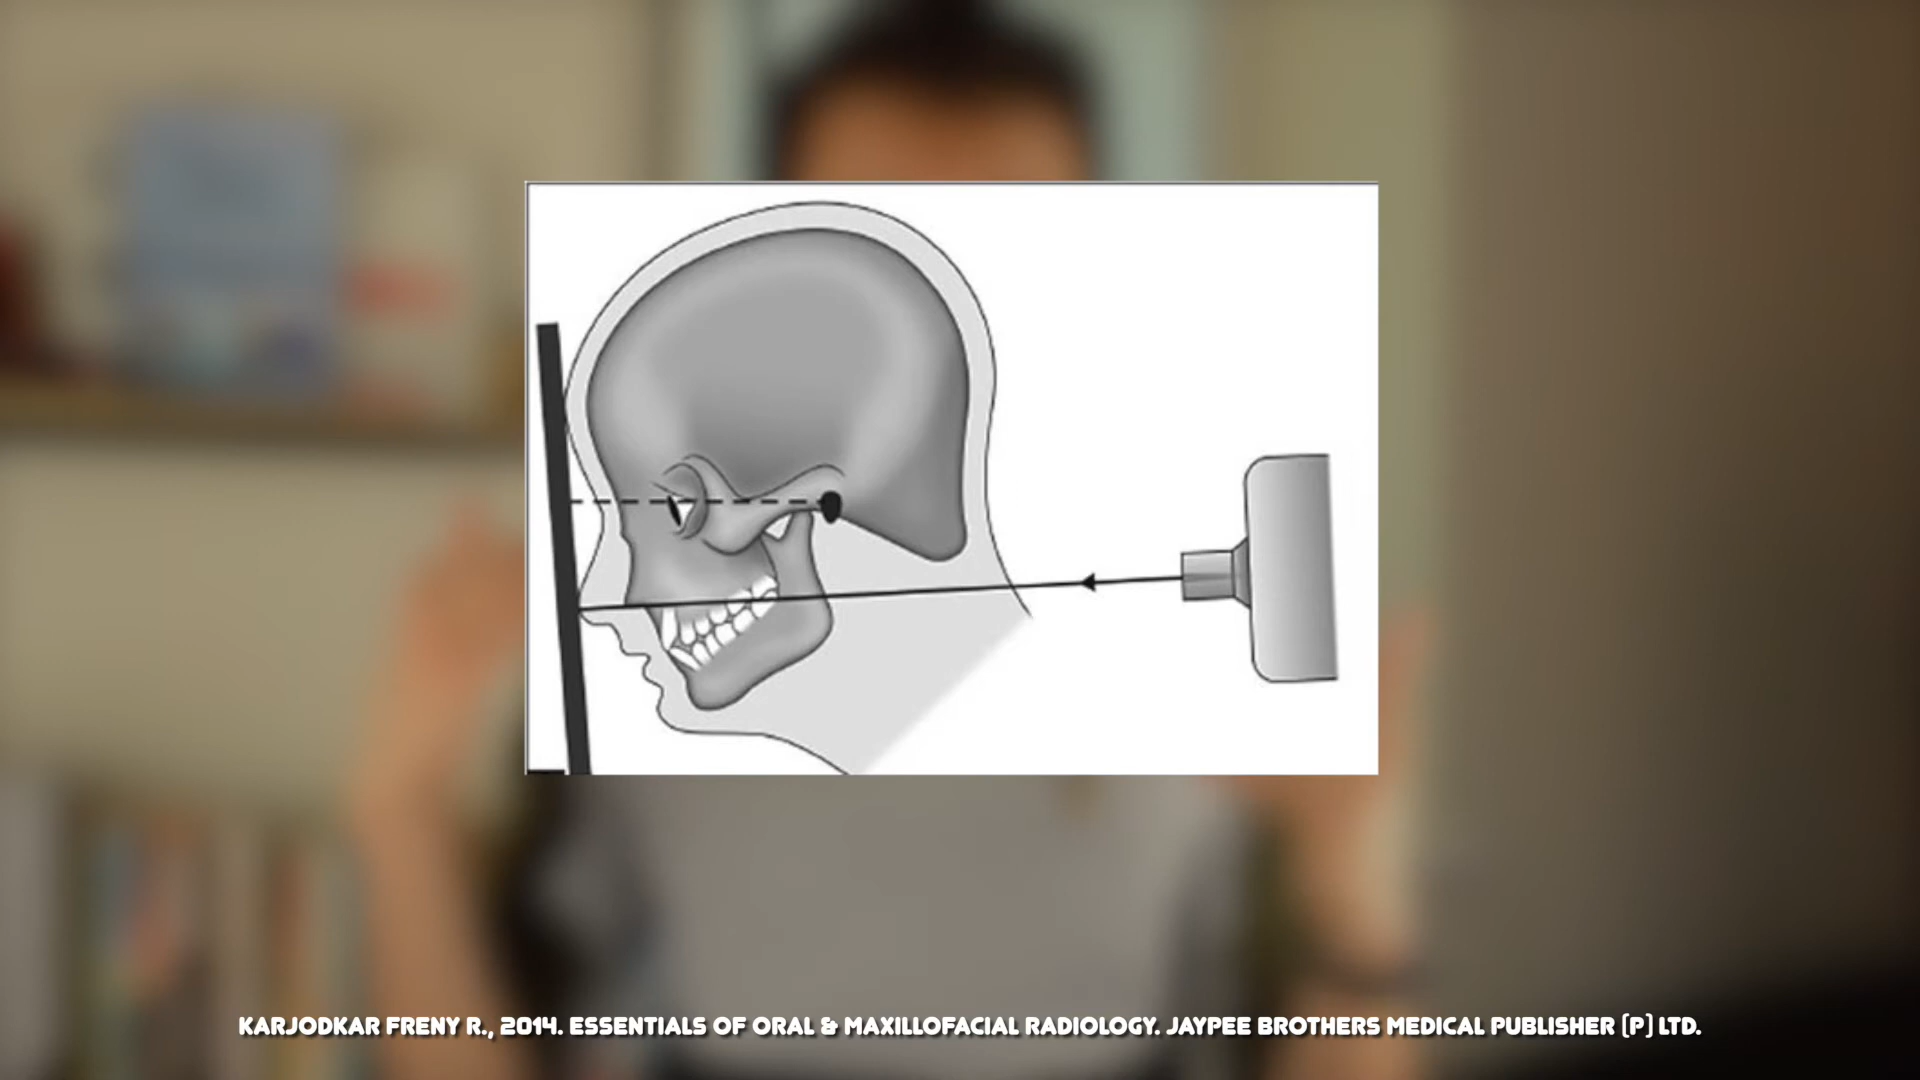 KARJODKAR FRENY R., 2014. ESSENTIALS OF ORAL & MAXILLOFACIAL RADIOLOGY. JAYPEE BROTHERS MEDICAL PUBLISHER (P) LTD.